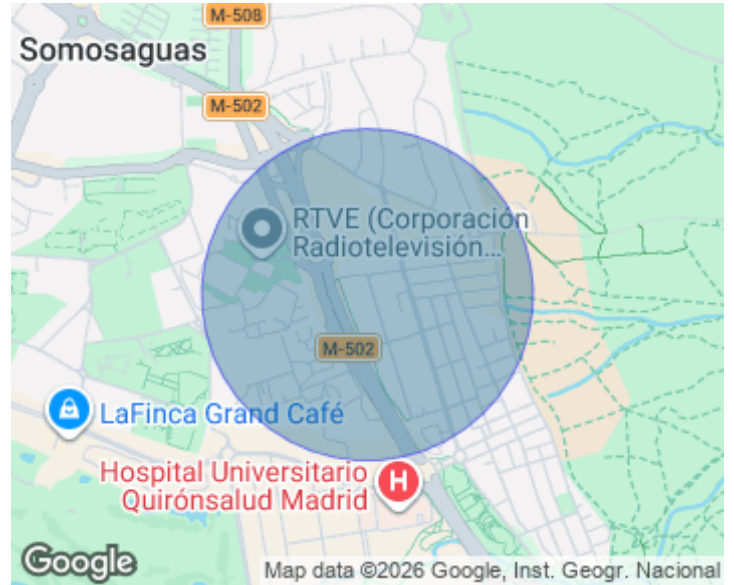 M-508
Somosaguas
M-502
RTVE (Corporación
Radiotelevisión...
M-502
LaFinca Grand Café
Hospital Universitario
Quirónsalud Madrid
H
Google
Map data ©2026 Google, Inst. Geogr. Nacional